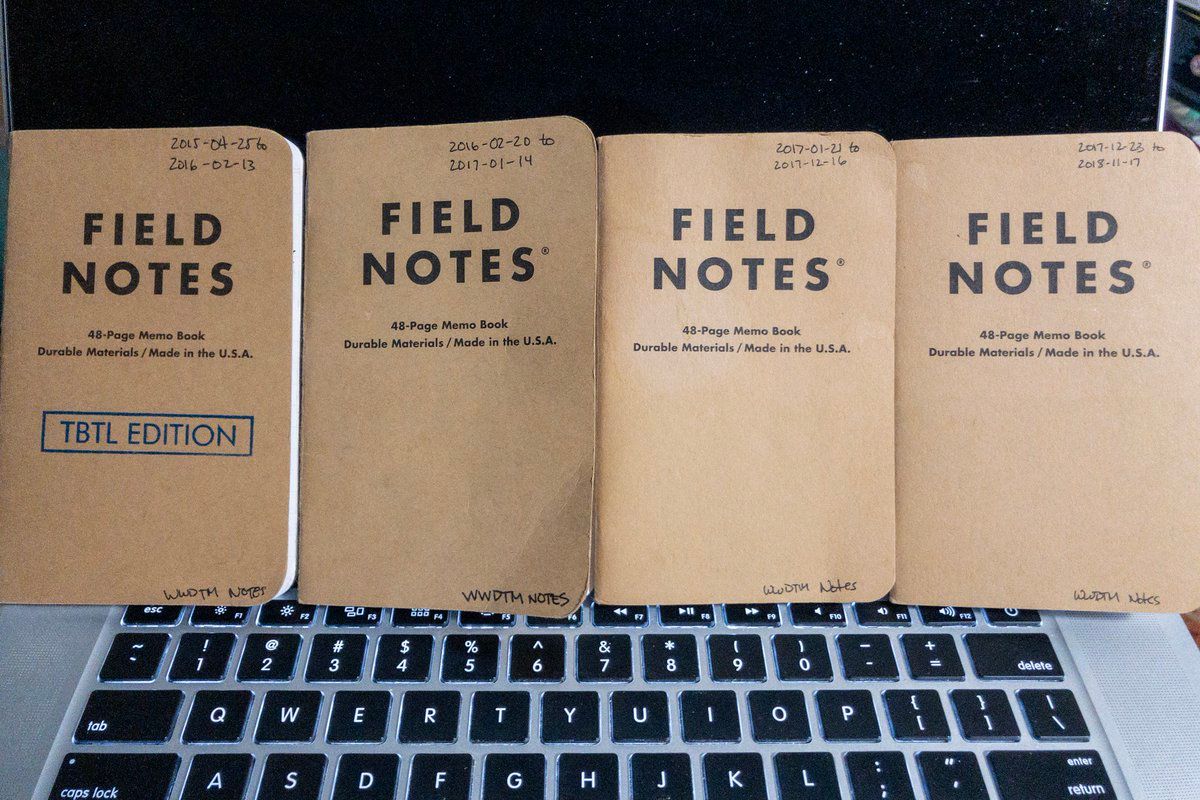 2015-04-25 to
2016-02-13
FIELD
NOTES
48-Page Memo Book
Durable Materials / Made in the U.S.A.
TBTL EDITION
WWDTM NOTES
2016-02-20 to
2017-01-14
FIELD
NOTES®
48-Page Memo Book
Durable Materials / Made in the U.S.A.
WWDTM NOTES
2017-01-21 to
2017-12-16
FIELD
NOTES®
48-Page Memo Book
Durable Materials / Made in the U.S.A.
WWDTM Notes
2017-12-23 to
2018-11-17
FIELD
NOTES®
48-Page Memo Book
Durable Materials / Made in the U.S.A.
WWDTM Notes
esc F1 F2 F3 F4 F5 F6 F7 F8 F9 F10 F11 F12
~ ! @ # $ % ^ & * ( ) _ +
` 1 2 3 4 5 6 7 8 9 0 - = delete
tab Q W E R T Y U I O P { [ } ] | \
caps lock A S D F G H J K L : ; " ' enter return